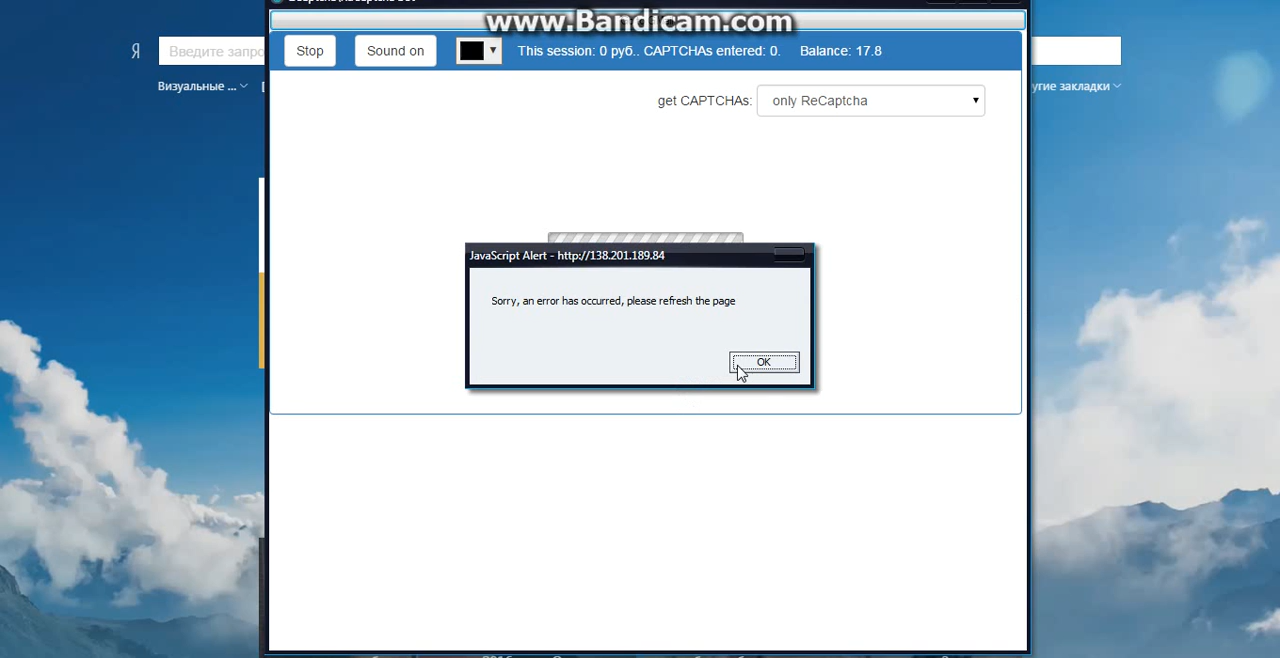 www.Bandicam.com
Я
Введите запро
Stop
Sound on
This session: 0 руб.. CAPTCHAs entered: 0. Balance: 17.8
Визуальные ...
get CAPTCHAs:
only ReCaptcha
угие закладки
JavaScript Alert - http://138.201.189.84
Sorry, an error has occurred, please refresh the page
OK